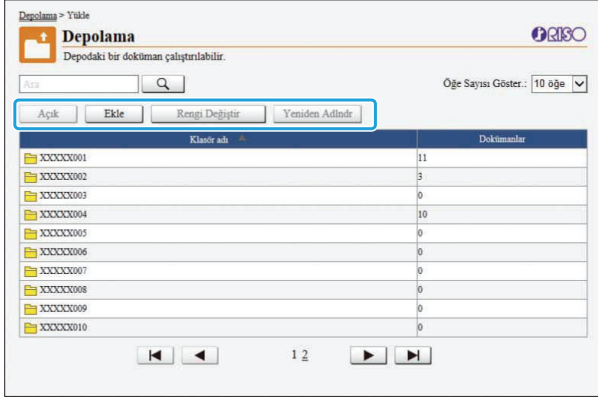 Depolama > Yükle
Depolama
RISO
Depodaki bir doküman çalıştırılabilir.
Ara
Öğe Sayısı Göster.: 10 öğe
Açık Ekle Rengi Değiştir Yeniden Adlndr
Klasör adı Dokümanlar
XXXXX001 11
XXXXX002 3
XXXXX003 0
XXXXX004 10
XXXXX005 0
XXXXX006 0
XXXXX007 0
XXXXX008 0
XXXXX009 0
XXXXX010 0
1 2